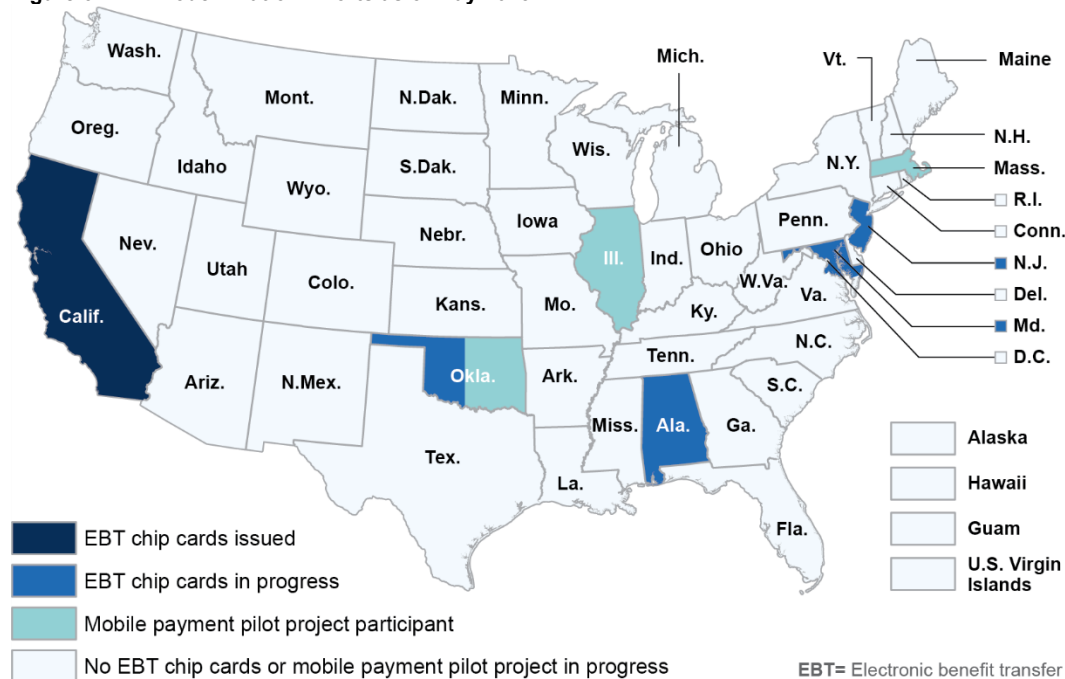 Wash.
Mont.
N.Dak.
Minn.
Mich.
Vt.
Maine
Oreg.
Idaho
Wyo.
S.Dak.
Wis.
N.Y.
N.H.
Mass.
R.I.
Conn.
N.J.
Del.
Md.
D.C.
Nev.
Utah
Colo.
Nebr.
Iowa
Ill.
Ind.
Ohio
Penn.
W.Va.
Va.
Calif.
Kans.
Mo.
Ky.
N.C.
Ariz.
N.Mex.
Okla.
Ark.
Tenn.
S.C.
Tex.
La.
Miss.
Ala.
Ga.
Fla.
Alaska
Hawaii
Guam
U.S. Virgin
Islands
EBT chip cards issued
EBT chip cards in progress
Mobile payment pilot project participant
No EBT chip cards or mobile payment pilot project in progress
EBT= Electronic benefit transfer